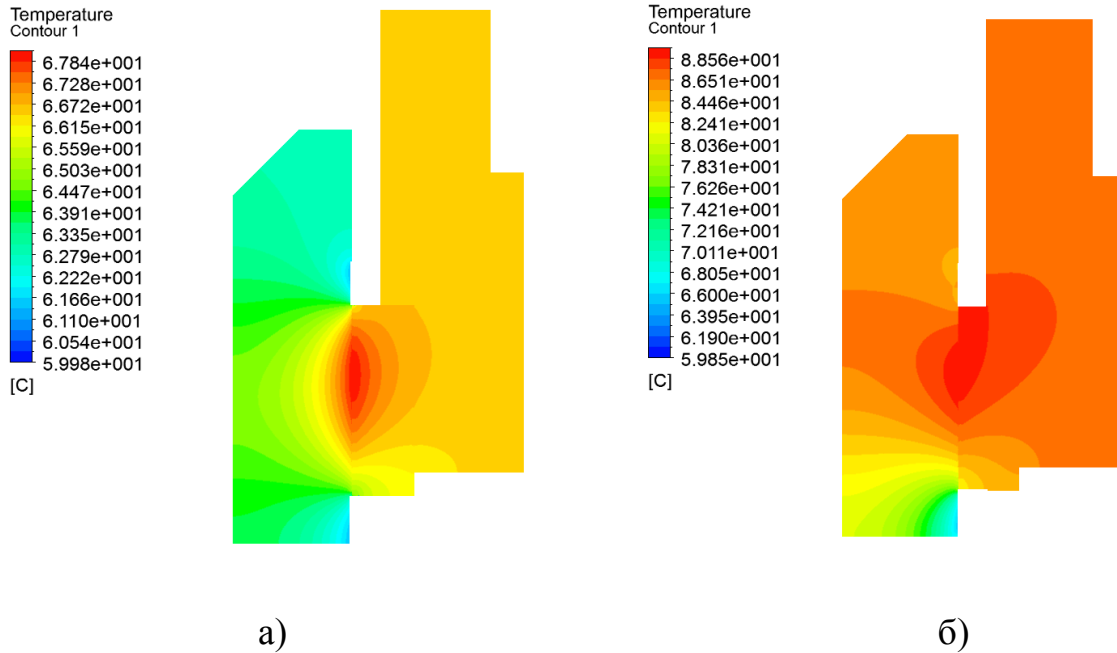 Temperature
Contour 1
6.784e+001
6.728e+001
6.672e+001
6.615e+001
6.559e+001
6.503e+001
6.447e+001
6.391e+001
6.335e+001
6.279e+001
6.222e+001
6.166e+001
6.110e+001
6.054e+001
5.998e+001
[C]
Temperature
Contour 1
8.856e+001
8.651e+001
8.446e+001
8.241e+001
8.036e+001
7.831e+001
7.626e+001
7.421e+001
7.216e+001
7.011e+001
6.805e+001
6.600e+001
6.395e+001
6.190e+001
5.985e+001
[C]
а)
б)